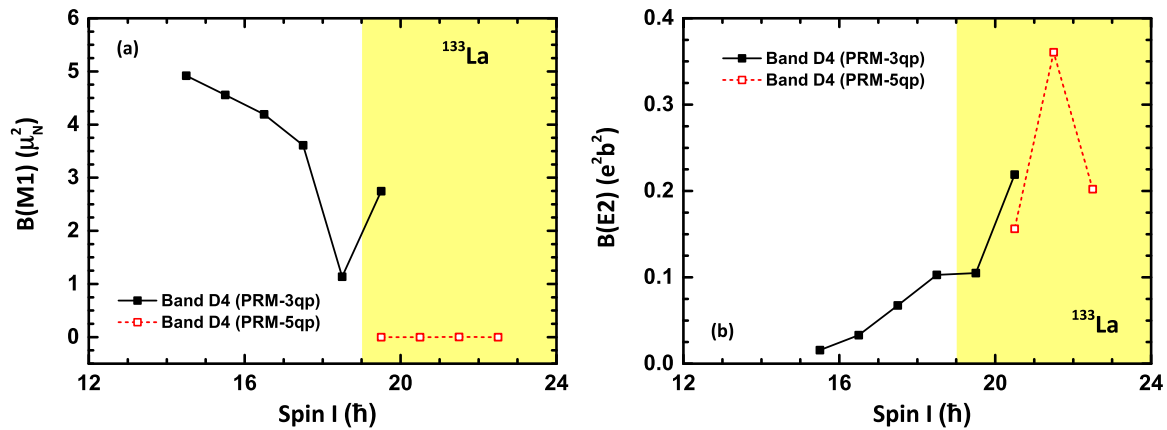 (a)
¹³³La
B(M1) (μ²_N)
5
4
3
2
1
0
Band D4 (PRM-3qp)
Band D4 (PRM-5qp)
12 16 20 24
Spin I (ħ)
0.4
0.3
0.2
0.1
0.0
B(E2) (e²b²)
Band D4 (PRM-3qp)
Band D4 (PRM-5qp)
(b)
¹³³La
12 16 20 24
Spin I (ħ)